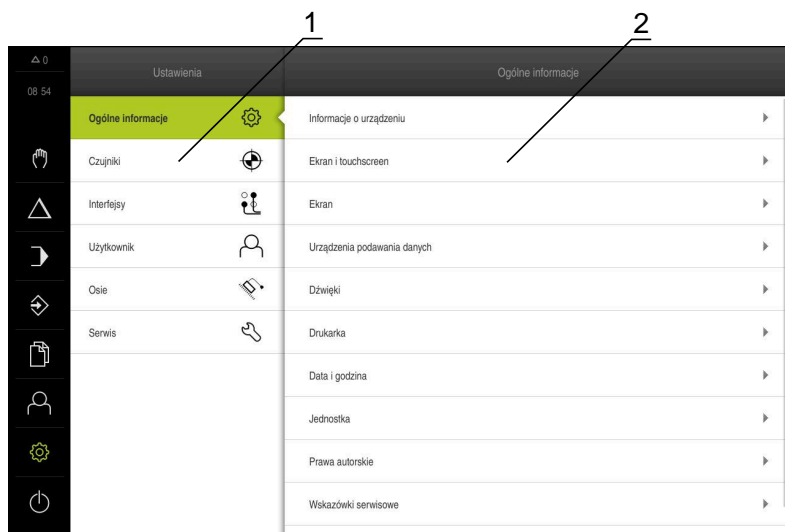 1
2
△ 0
08 54
Ustawienia
Ogólne informacje
Ogólne informacje
Czujniki
Interfejsy
Użytkownik
Osie
Serwis
Informacje o urządzeniu
Ekran i touchscreen
Ekran
Urządzenia podawania danych
Dźwięki
Drukarka
Data i godzina
Jednostka
Prawa autorskie
Wskazówki serwisowe